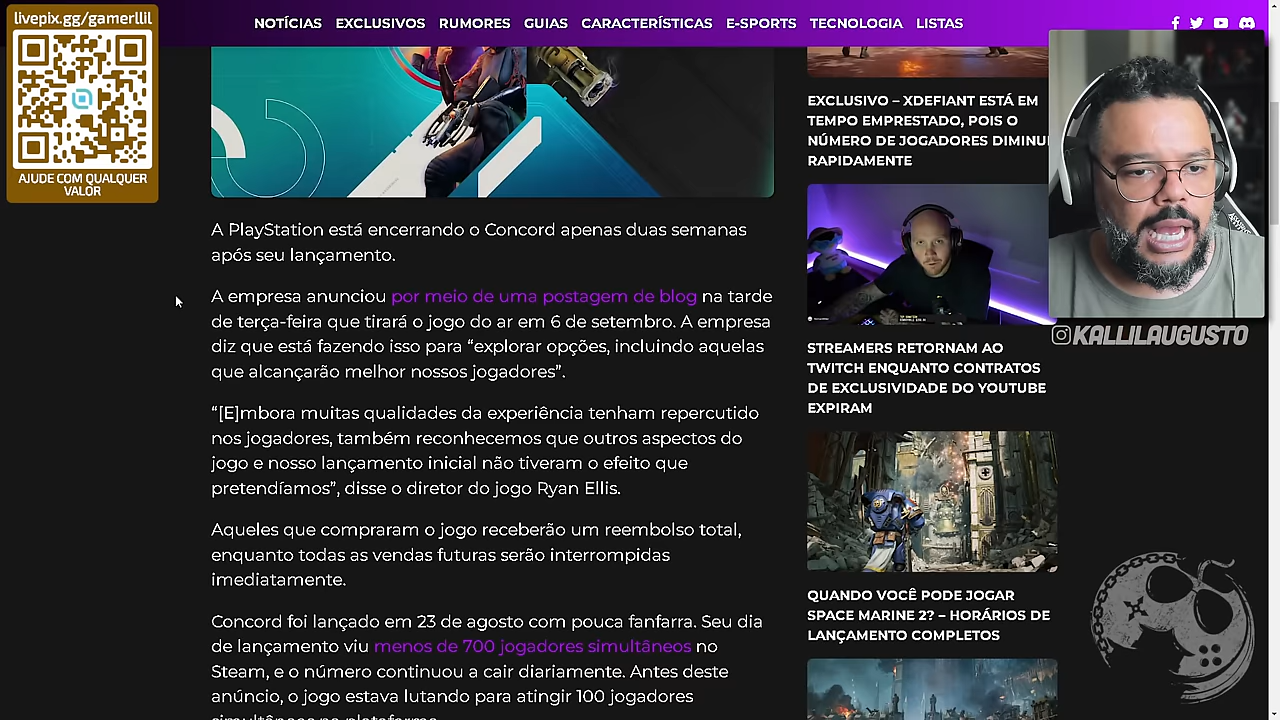 livepix.gg/gamerllll
AJUDE COM QUALQUER
VALOR
NOTÍCIAS EXCLUSIVOS RUMORES GUIAS CARACTERÍSTICAS E-SPORTS TECNOLOGIA LISTAS
A PlayStation está encerrando o Concord apenas duas semanas
após seu lançamento.
A empresa anunciou por meio de uma postagem de blog na tarde
de terça-feira que tirará o jogo do ar em 6 de setembro. A empresa
diz que está fazendo isso para “explorar opções, incluindo aquelas
que alcançarão melhor nossos jogadores”.
“[E]mbora muitas qualidades da experiência tenham repercutido
nos jogadores, também reconhecemos que outros aspectos do
jogo e nosso lançamento inicial não tiveram o efeito que
pretendíamos”, disse o diretor do jogo Ryan Ellis.
Aqueles que compraram o jogo receberão um reembolso total,
enquanto todas as vendas futuras serão interrompidas
imediatamente.
Concord foi lançado em 23 de agosto com pouca fanfarra. Seu dia
de lançamento viu menos de 700 jogadores simultâneos no
Steam, e o número continuou a cair diariamente. Antes deste
anúncio, o jogo estava lutando para atingir 100 jogadores
simultâneos na plataforma.
EXCLUSIVO – XDEFIANT ESTÁ EM
TEMPO EMPRESTADO, POIS O
NÚMERO DE JOGADORES DIMINUI
RAPIDAMENTE
STREAMERS RETORNAM AO
TWITCH ENQUANTO CONTRATOS
DE EXCLUSIVIDADE DO YOUTUBE
EXPIRAM
QUANDO VOCÊ PODE JOGAR
SPACE MARINE 2? – HORÁRIOS DE
LANÇAMENTO COMPLETOS
KALLILAUGUSTO